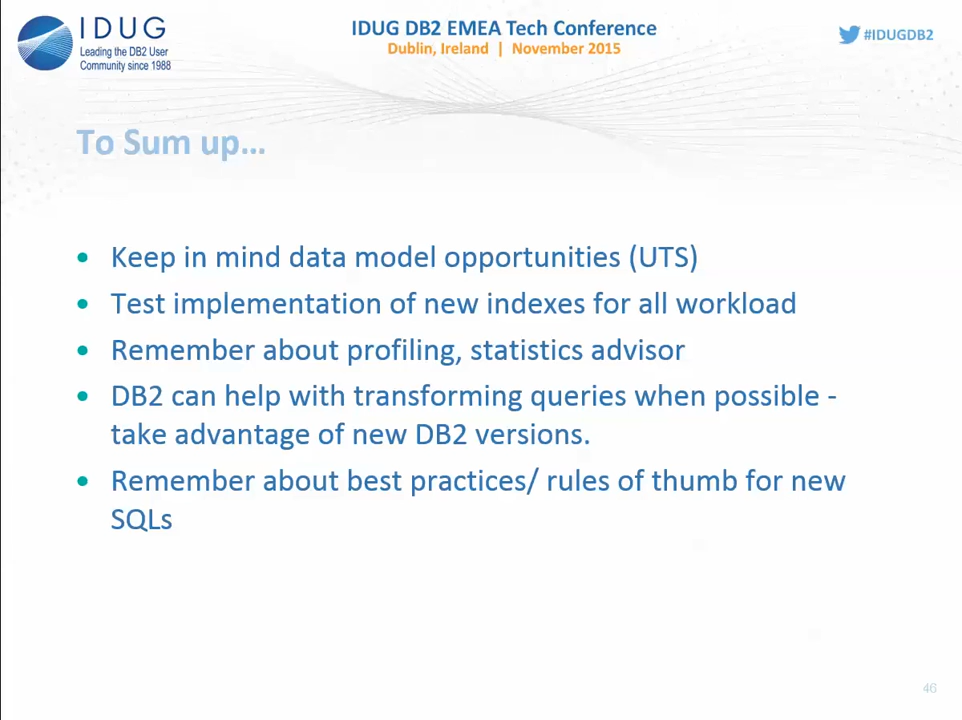 IDUG
Leading the DB2 User
Community since 1988
IDUG DB2 EMEA Tech Conference
Dublin, Ireland | November 2015
#IDUGDB2
To Sum up…
• Keep in mind data model opportunities (UTS)
• Test implementation of new indexes for all workload
• Remember about profiling, statistics advisor
• DB2 can help with transforming queries when possible -
take advantage of new DB2 versions.
• Remember about best practices/ rules of thumb for new
SQLs
46